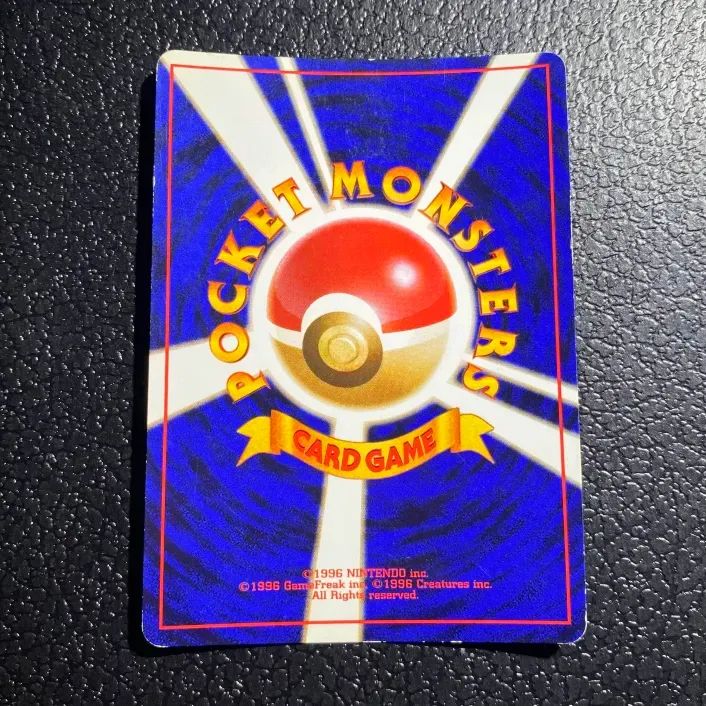 POCKET MONSTERS
CARD GAME
©1996 NINTENDO inc.
©1996 GameFreak inc. ©1996 Creatures inc.
All Rights reserved.